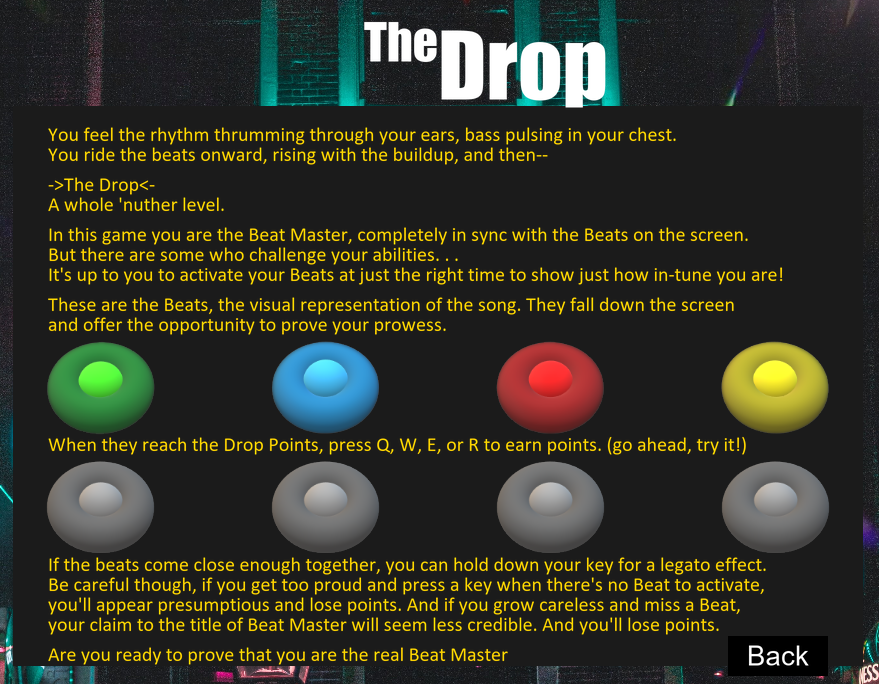 The Drop
You feel the rhythm thrumming through your ears, bass pulsing in your chest.
You ride the beats onward, rising with the buildup, and then--
->The Drop<-
A whole 'nuther level.
In this game you are the Beat Master, completely in sync with the Beats on the screen.
But there are some who challenge your abilities. . .
It's up to you to activate your Beats at just the right time to show just how in-tune you are!
These are the Beats, the visual representation of the song. They fall down the screen
and offer the opportunity to prove your prowess.
When they reach the Drop Points, press Q, W, E, or R to earn points. (go ahead, try it!)
If the beats come close enough together, you can hold down your key for a legato effect.
Be careful though, if you get too proud and press a key when there's no Beat to activate,
you'll appear presumptious and lose points. And if you grow careless and miss a Beat,
your claim to the title of Beat Master will seem less credible. And you'll lose points.
Are you ready to prove that you are the real Beat Master
Back